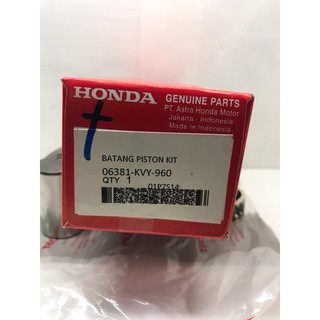 HONDA
GENUINE PARTS
PT. Astra Honda Motor
Jakarta - Indonesia
Made in Indonesia
BATANG PISTON KIT
06381-KVY-960
QTY 1
01PZS14